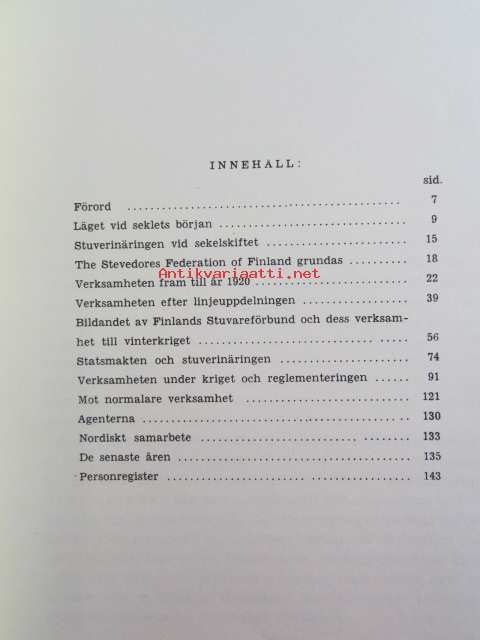 INNEHÅLL:
sid.
Förord ........................................ 7
Läget vid seklets början ............................ 9
Stuverinäringen vid sekelskiftet ..................... 15
The Stevedores Federation of Finland grundas ......... 18
Antikvariaatti.net
Verksamheten fram till år 1920 ....................... 22
Verksamheten efter linjeuppdelningen ................ 39
Bildandet av Finlands Stuvareförbund och dess verksam-
het till vinterkriget ........................... ..... 56
Statsmakten och stuverinäringen ................... 74
Verksamheten under kriget och reglementeringen ...... 91
Mot normalare verksamhet ........................ 121
Agenterna ....................................... .. 130
Nordiskt samarbete ........................ ........ 133
De senaste åren ................................... 135
Personregister ....................... ................. 143